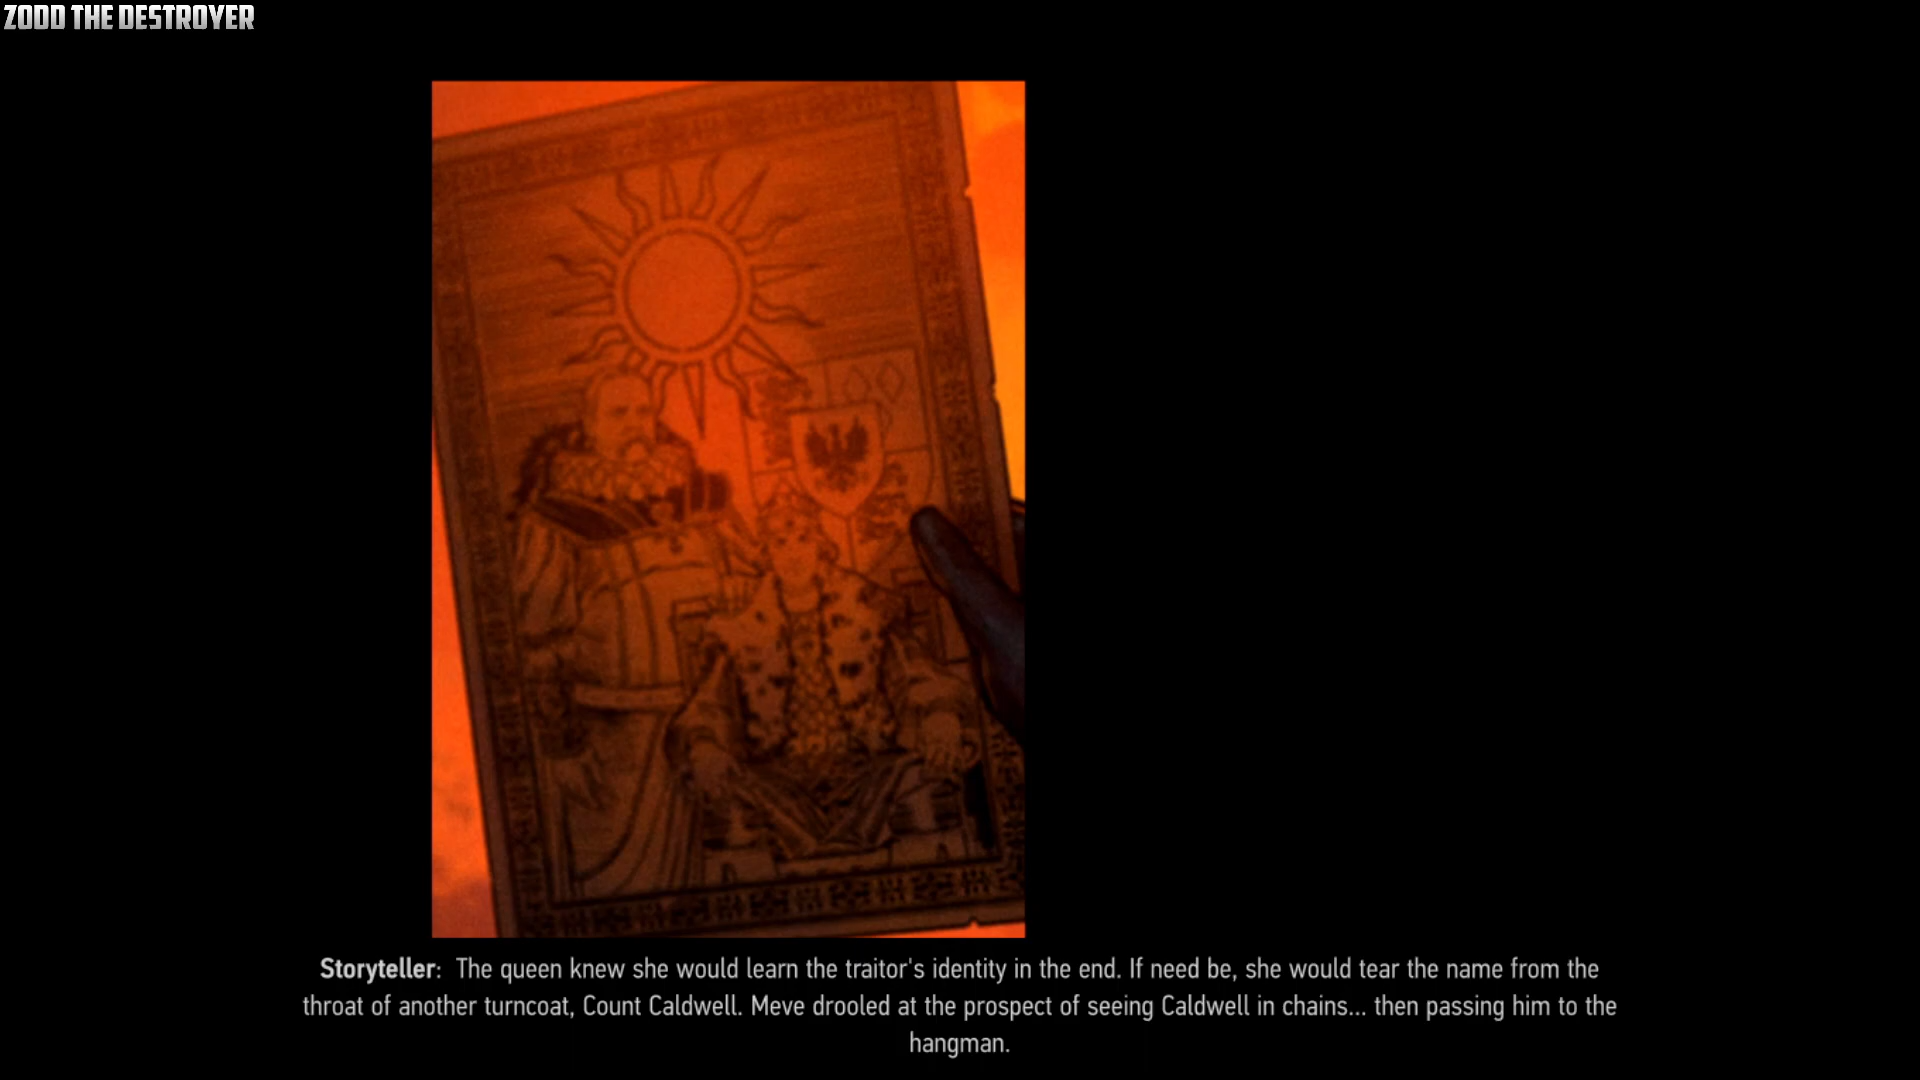 ZODD THE DESTROYER
Storyteller: The queen knew she would learn the traitor's identity in the end. If need be, she would tear the name from the
throat of another turncoat, Count Caldwell. Meve drooled at the prospect of seeing Caldwell in chains... then passing him to the
hangman.